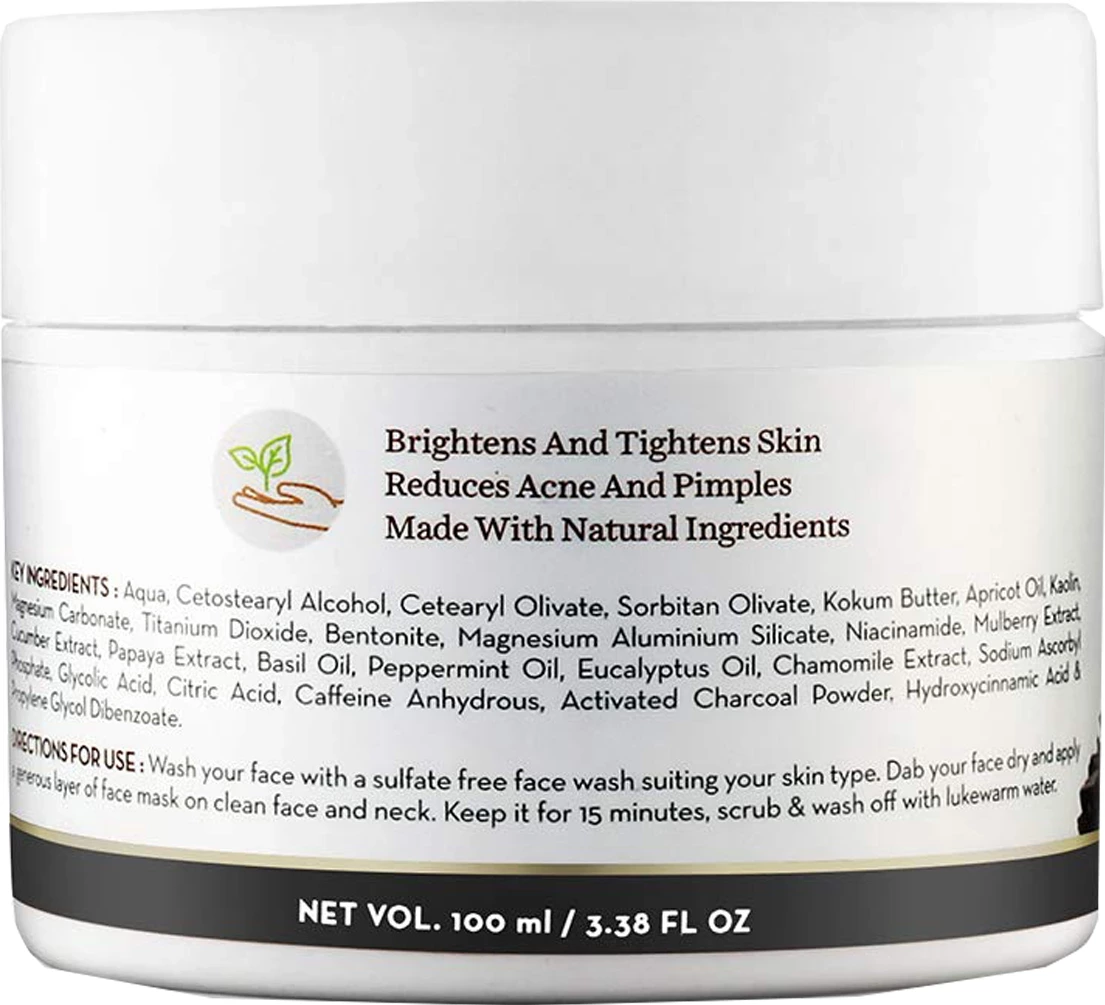 Brightens And Tightens Skin
Reduces Acne And Pimples
Made With Natural Ingredients
KEY INGREDIENTS : Aqua, Cetostearyl Alcohol, Cetearyl Olivate, Sorbitan Olivate, Kokum Butter, Apricot Oil, Kaolin,
Magnesium Carbonate, Titanium Dioxide, Bentonite, Magnesium Aluminium Silicate, Niacinamide, Mulberry Extract,
Cucumber Extract, Papaya Extract, Basil Oil, Peppermint Oil, Eucalyptus Oil, Chamomile Extract, Sodium Ascorbyl
Phosphate, Glycolic Acid, Citric Acid, Caffeine Anhydrous, Activated Charcoal Powder, Hydroxycinnamic Acid &
Propylene Glycol Dibenzoate.
DIRECTIONS FOR USE : Wash your face with a sulfate free face wash suiting your skin type. Dab your face dry and apply
a generous layer of face mask on clean face and neck. Keep it for 15 minutes, scrub & wash off with lukewarm water.
NET VOL. 100 ml / 3.38 FL OZ